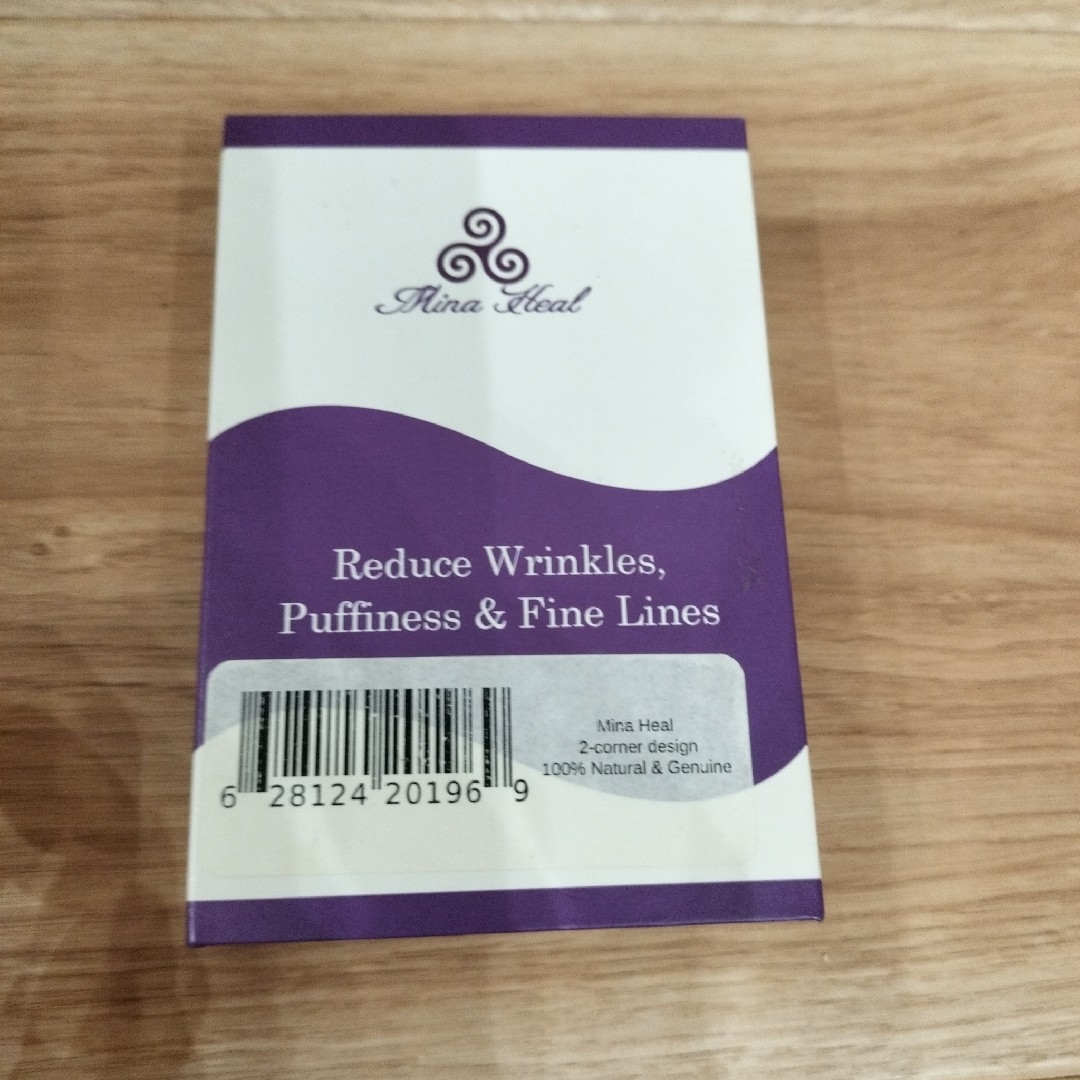 Mina Heal
Reduce Wrinkles,
Puffiness & Fine Lines
Mina Heal
2-corner design
100% Natural & Genuine
6 28124 20196 9